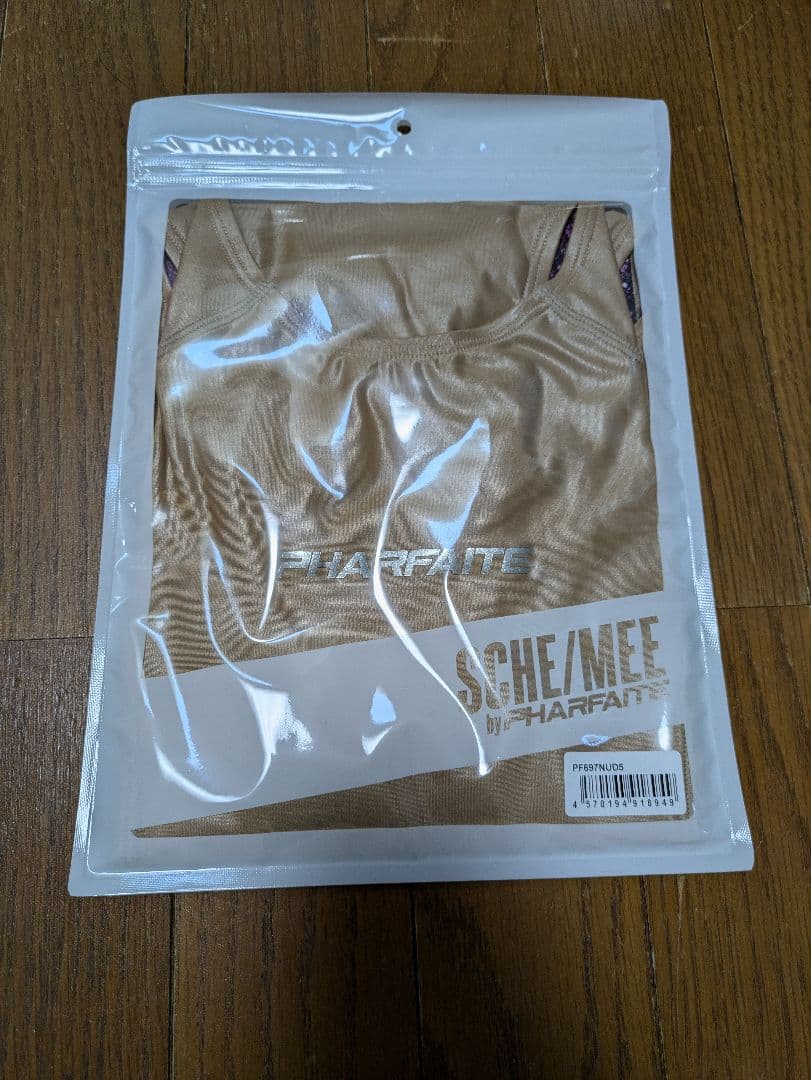 PHARFAITE
SCHE/MEE
by PHARFAITE
PF697NUD5
4 570194 918949